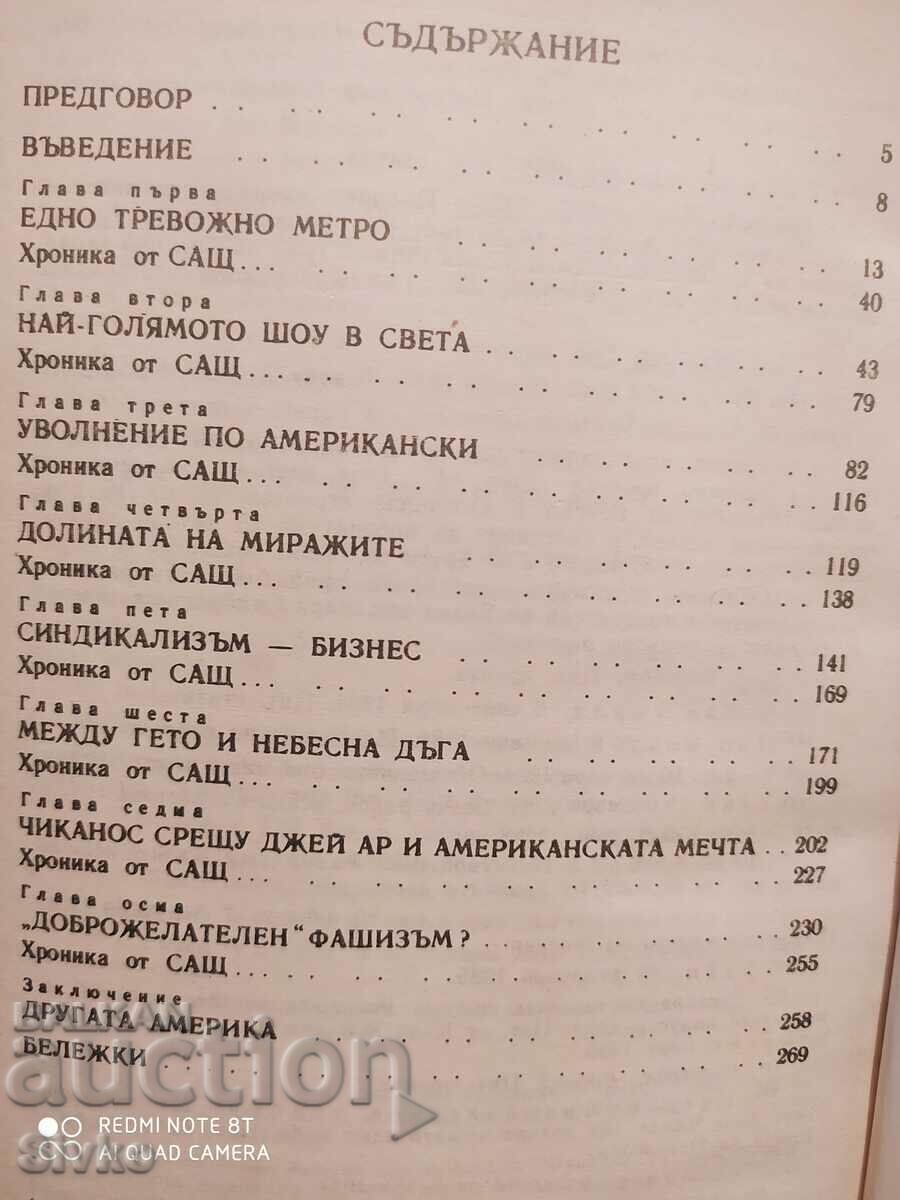 СЪДЪРЖАНИЕ
ПРЕДГОВОР . . . . . . . . . . . 5
ВЪВЕДЕНИЕ . . . . . . . . . . . 8
Глава първа
ЕДНО ТРЕВОЖНО МЕТРО . . . . . . . 13
Хроника от САЩ . . . . . . . . . . 40
Глава втора
НАЙ-ГОЛЯМОТО ШОУ В СВЕТА . . . . . . 43
Хроника от САЩ . . . . . . . . . . 79
Глава трета
УВОЛНЕНИЕ ПО АМЕРИКАНСКИ . . . . . . 82
Хроника от САЩ . . . . . . . . . . 116
Глава четвърта
ДОЛИНАТА НА МИРАЖИТЕ . . . . . . . 119
Хроника от САЩ . . . . . . . . . . 138
Глава пета
СИНДИКАЛИЗЪМ — БИЗНЕС . . . . . . . 141
Хроника от САЩ . . . . . . . . . . 169
Глава шеста
МЕЖДУ ГЕТО И НЕБЕСНА ДЪГА . . . . . . 171
Хроника от САЩ . . . . . . . . . . 199
Глава седма
ЧИКАНОС СРЕЩУ ДЖЕЙ АР И АМЕРИКАНСКАТА МЕЧТА . . 202
Хроника от САЩ . . . . . . . . . . 227
Глава осма
„ДОБРОЖЕЛАТЕЛЕН“ ФАШИЗЪМ? . . . . . . 230
Хроника от САЩ . . . . . . . . . . 255
Заключение
ДРУГАТА АМЕРИКА . . . . . . . . . 258
БЕЛЕЖКИ . . . . . . . . . . . . 269
БАЛКАН
auction
REDMI NOTE 8T
AI QUAD CAMERA
Sivko